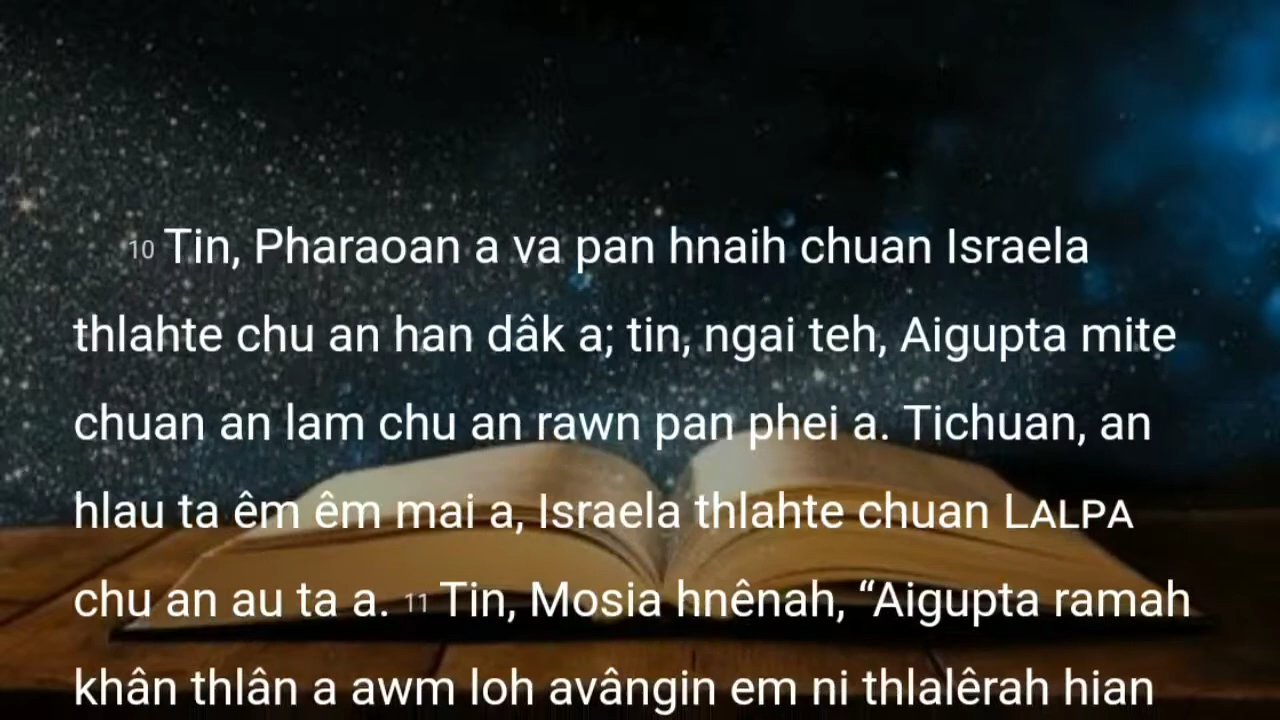 10 Tin, Pharaoan a va pan hnaih chuan Israela
thlahte chu an han dâk a; tin, ngai teh, Aigupta mite
chuan an lam chu an rawn pan phei a. Tichuan, an
hlau ta êm êm mai a, Israela thlahte chuan LALPA
chu an au ta a. 11 Tin, Mosia hnênah, “Aigupta ramah
khân thlân a awm loh avângin em ni thlalêrah hian